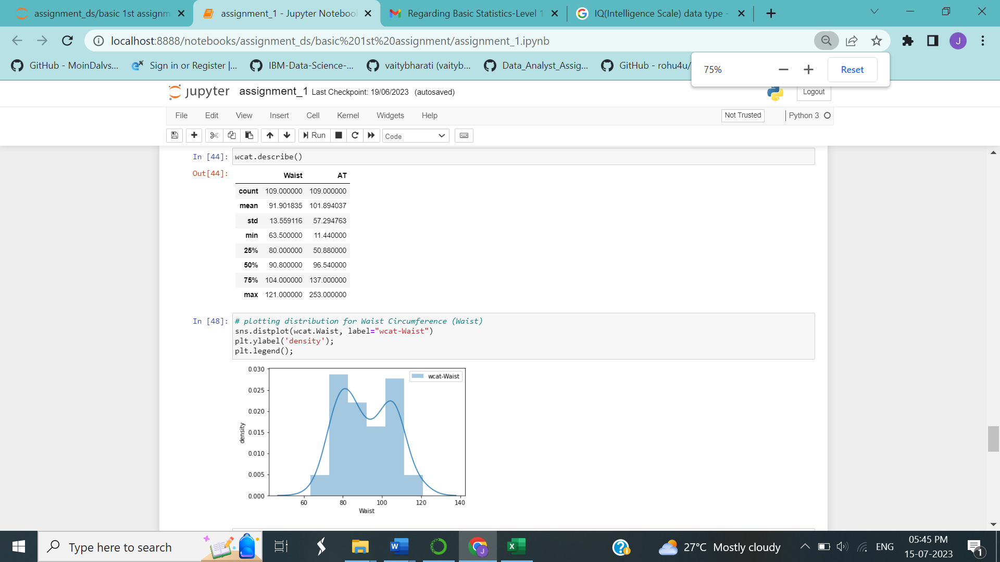 assignment_ds/basic 1st assignm
assignment_1 - Jupyter Notebook
Regarding Basic Statistics-Level 1
IQ(Intelligence Scale) data type -
localhost:8888/notebooks/assignment_ds/basic%201st%20assignment/assignment_1.ipynb
J
GitHub - MoinDalvs...
Sign in or Register |...
IBM-Data-Science-...
vaitybharati (vaityb...
Data_Analyst_Assig...
GitHub - rohu4u/
75%
Reset
jupyter
assignment_1 Last Checkpoint: 19/06/2023 (autosaved)
Logout
File Edit View Insert Cell Kernel Widgets Help
Not Trusted
Python 3
Run
Code
In [44]: wcat.describe()
Out[44]:
Waist AT
count 109.000000 109.000000
mean 91.901835 101.894037
std 13.559116 57.294763
min 63.500000 11.440000
25% 80.000000 50.880000
50% 90.800000 96.540000
75% 104.000000 137.000000
max 121.000000 253.000000
In [48]: # plotting distribution for Waist Circumference (Waist)
sns.distplot(wcat.Waist, label="wcat-Waist")
plt.ylabel('density');
plt.legend();
wcat-Waist
0.030
0.025
0.020
0.015
0.010
0.005
0.000
density
60 80 100 120 140
Waist
Type here to search
W
J
X
27°C Mostly cloudy
ENG
05:45 PM
15-07-2023
1